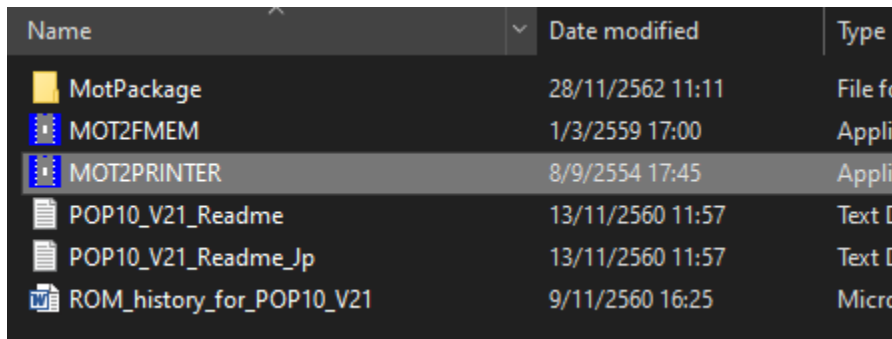 Name Date modified Type
MotPackage 28/11/2562 11:11 File fo
MOT2FMEM 1/3/2559 17:00 Appli
MOT2PRINTER 8/9/2554 17:45 Appli
POP10_V21_Readme 13/11/2560 11:57 Text D
POP10_V21_Readme_Jp 13/11/2560 11:57 Text D
ROM_history_for_POP10_V21 9/11/2560 16:25 Micro